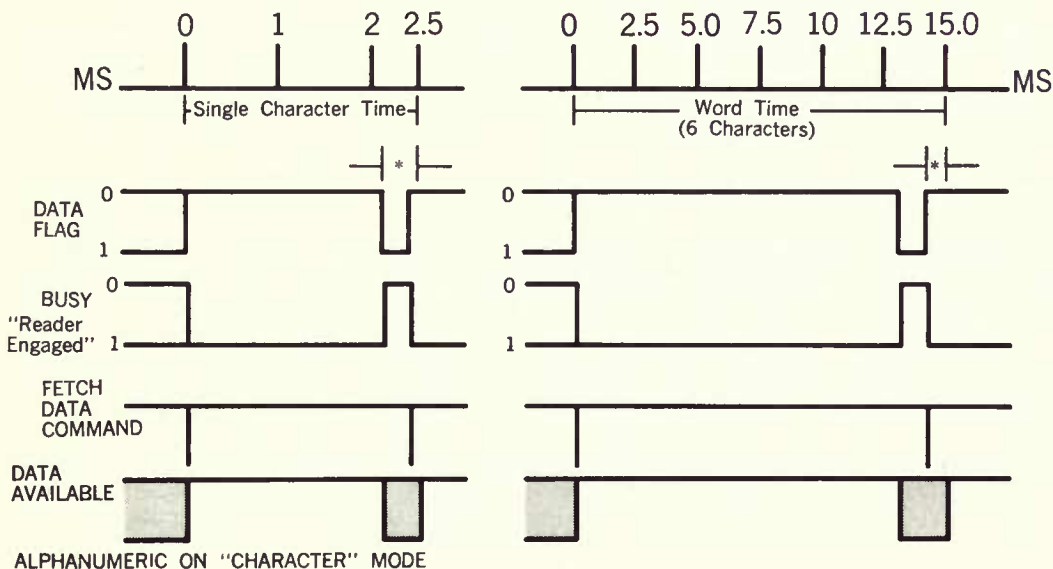 0 1 2 2.5
0 2.5 5.0 7.5 10 12.5 15.0
MS
MS
Single Character Time
Word Time
(6 Characters)
*
*
DATA
FLAG
0
1
0
1
BUSY
"Reader
Engaged"
0
1
0
1
FETCH
DATA
COMMAND
DATA
AVAILABLE
ALPHANUMERIC ON "CHARACTER" MODE